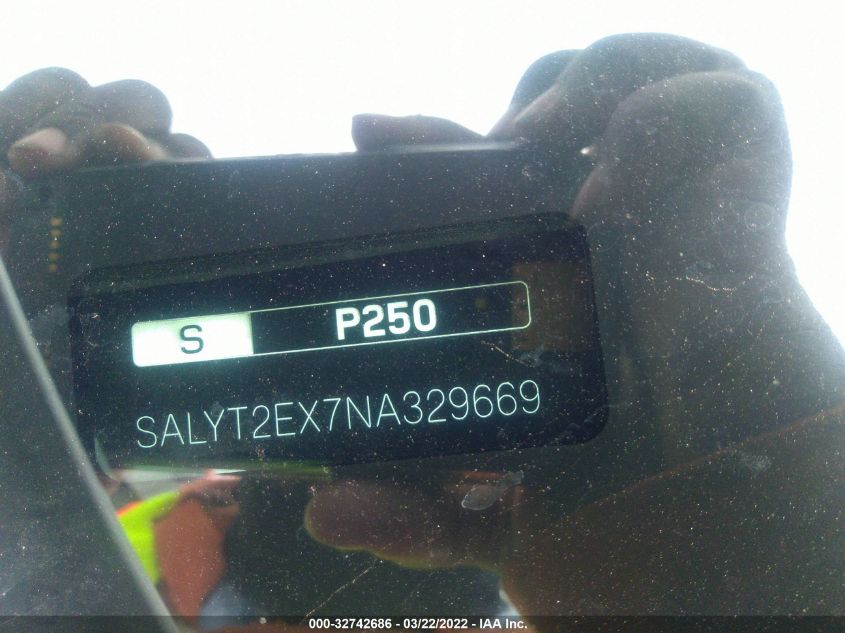 S P250
SALYT2EX7NA329669
000-32742686 - 03/22/2022 - IAA Inc.